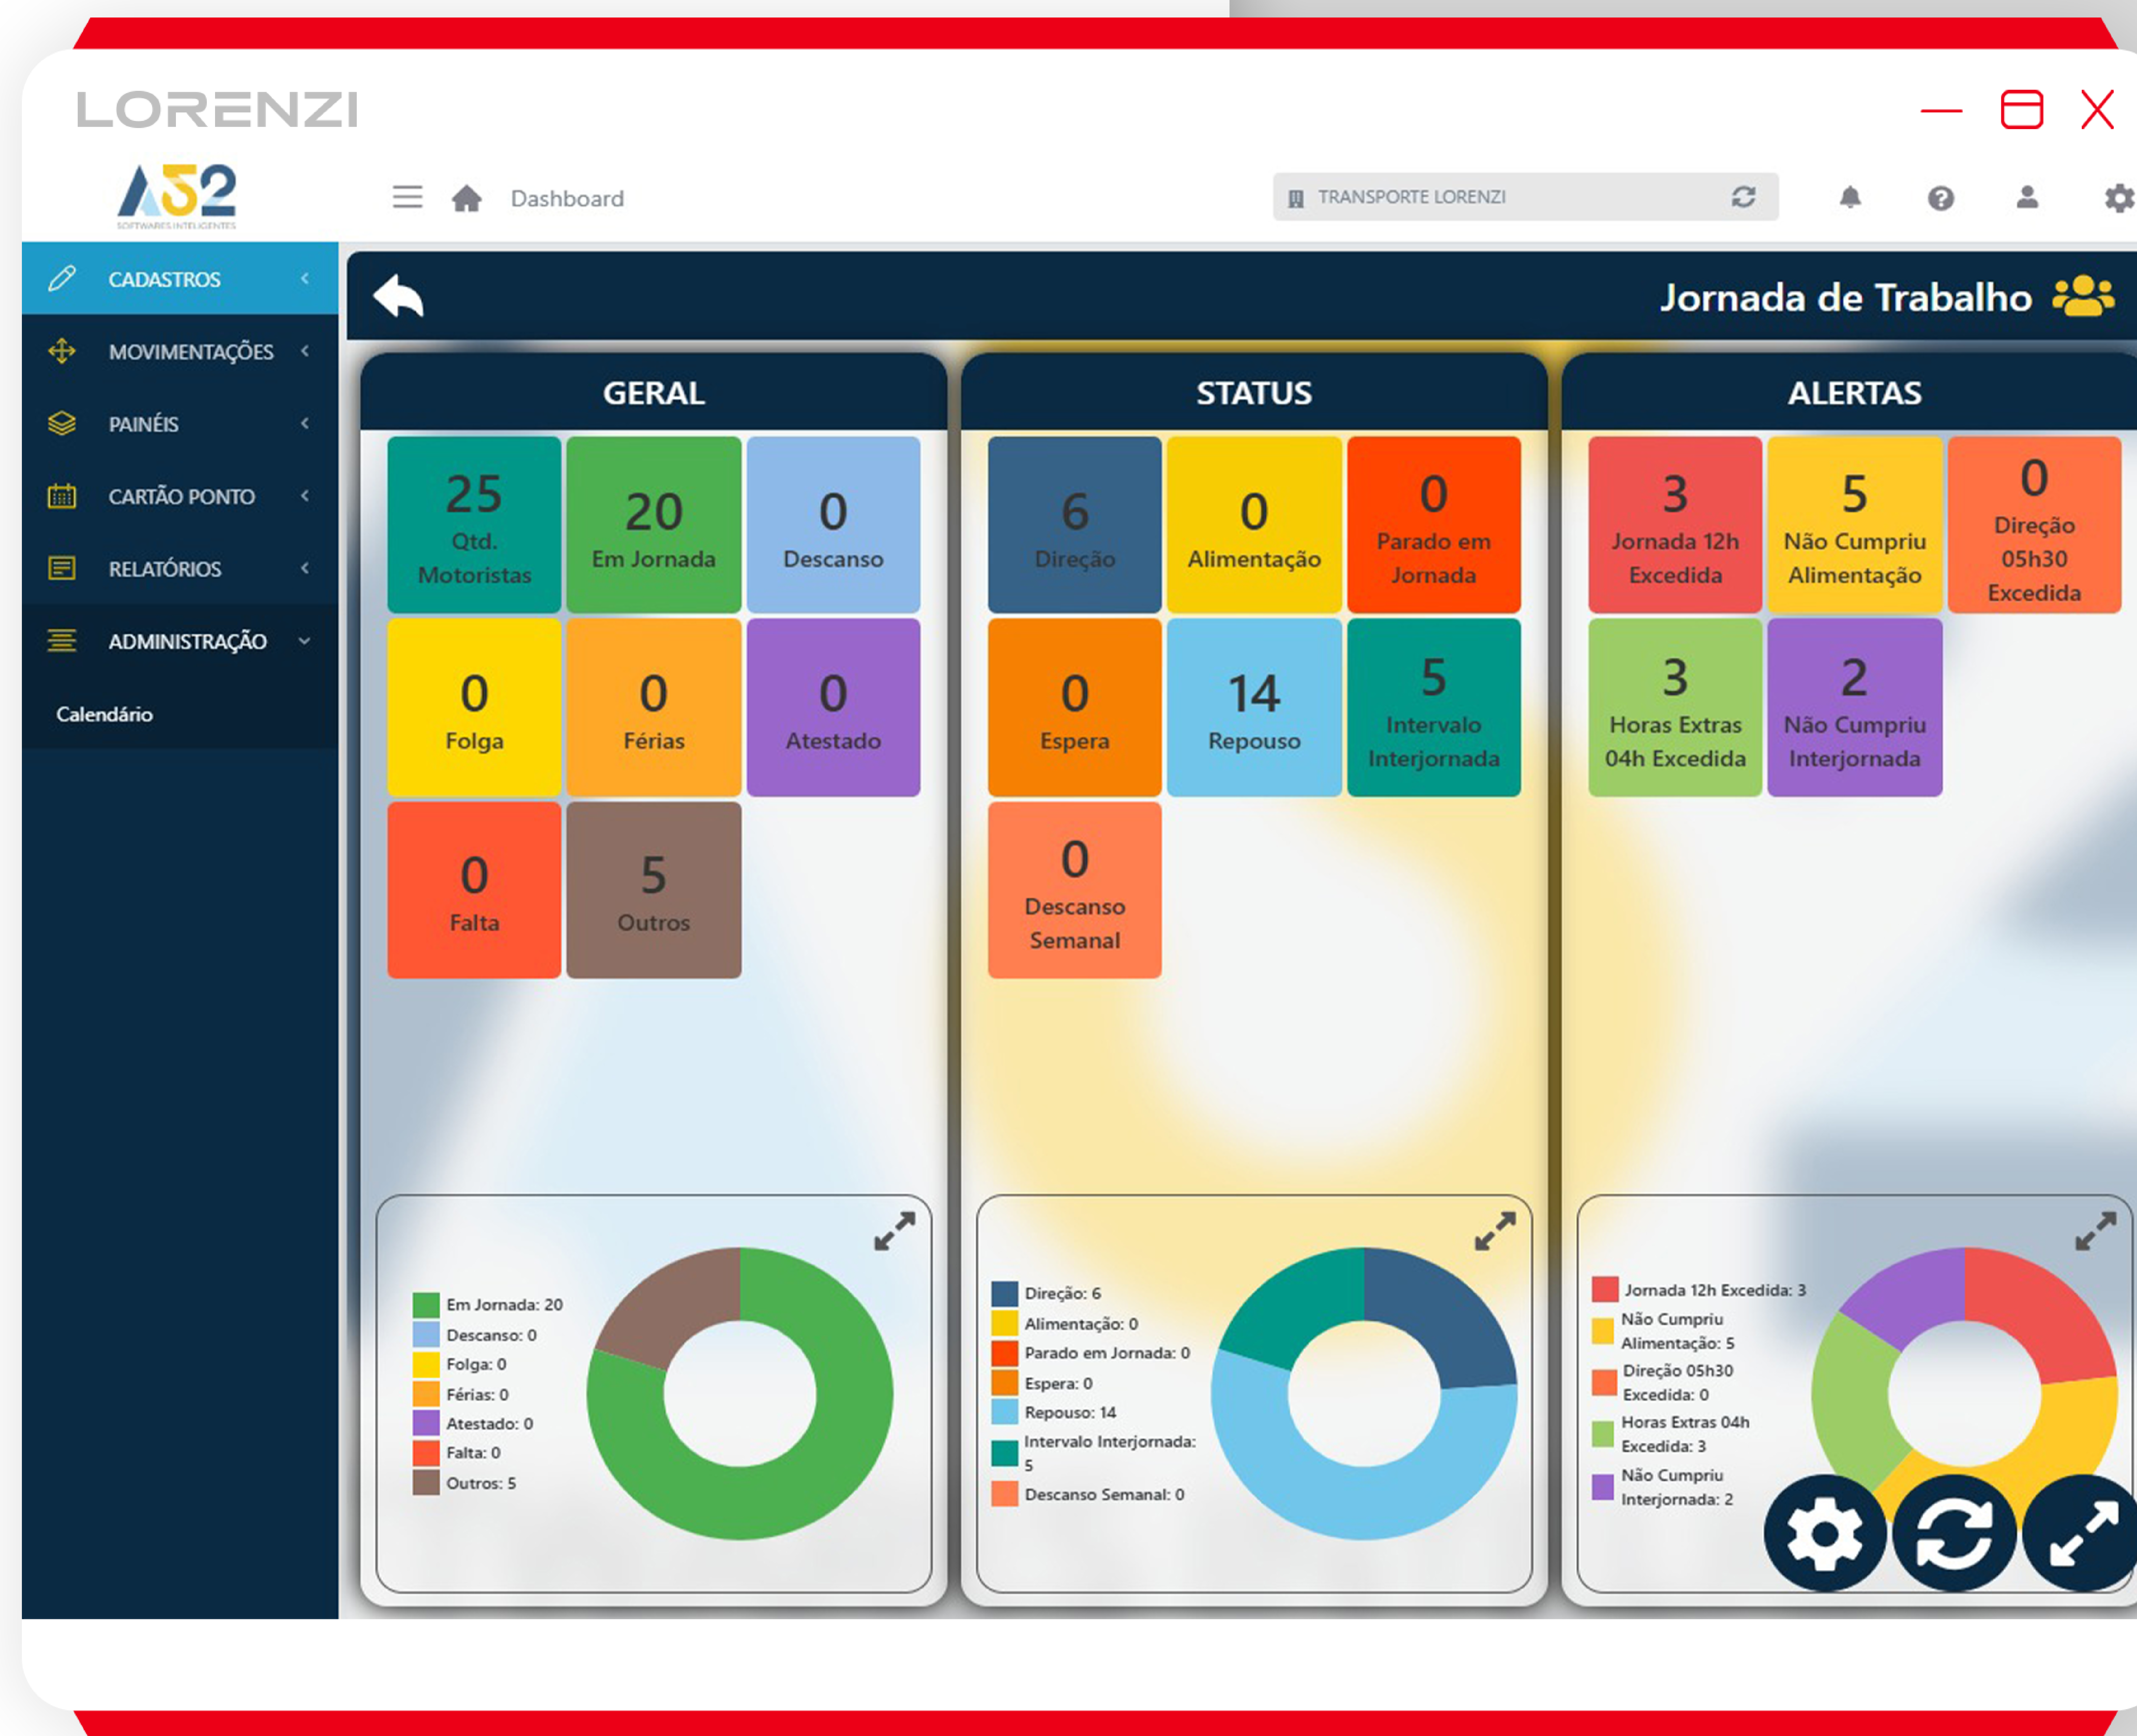 LORENZI
A52
SOFTWARES INTELIGENTES
Dashboard
TRANSPORTE LORENZI
CADASTROS
MOVIMENTAÇÕES
PAINÉIS
CARTÃO PONTO
RELATÓRIOS
ADMINISTRAÇÃO
Calendário
Jornada de Trabalho
GERAL
25
Qtd.
Motoristas
20
Em Jornada
0
Descanso
0
Folga
0
Férias
0
Atestado
0
Falta
5
Outros
Em Jornada: 20
Descanso: 0
Folga: 0
Férias: 0
Atestado: 0
Falta: 0
Outros: 5
STATUS
6
Direção
0
Alimentação
0
Parado em
Jornada
0
Espera
14
Repouso
5
Intervalo
Interjornada
0
Descanso
Semanal
Direção: 6
Alimentação: 0
Parado em Jornada: 0
Espera: 0
Repouso: 14
Intervalo Interjornada:
5
Descanso Semanal: 0
ALERTAS
3
Jornada 12h
Excedida
5
Não Cumpriu
Alimentação
0
Direção
05h30
Excedida
3
Horas Extras
04h Excedida
2
Não Cumpriu
Interjornada
Jornada 12h Excedida: 3
Não Cumpriu
Alimentação: 5
Direção 05h30
Excedida: 0
Horas Extras 04h
Excedida: 3
Não Cumpriu
Interjornada: 2